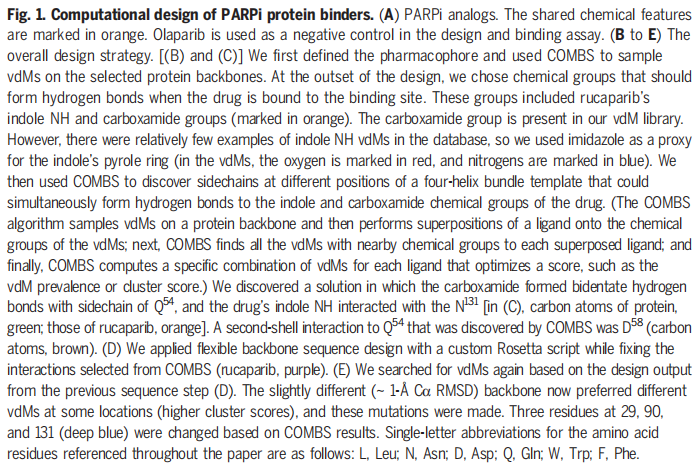 Fig. 1. Computational design of PARPi protein binders. (A) PARPi analogs. The shared chemical features
are marked in orange. Olaparib is used as a negative control in the design and binding assay. (B to E) The
overall design strategy. [(B) and (C)] We first defined the pharmacophore and used COMBS to sample
vdMs on the selected protein backbones. At the outset of the design, we chose chemical groups that should
form hydrogen bonds when the drug is bound to the binding site. These groups included rucaparib's
indole NH and carboxamide groups (marked in orange). The carboxamide group is present in our vdM library.
However, there were relatively few examples of indole NH vdMs in the database, so we used imidazole as a proxy
for the indole's pyrole ring (in the vdMs, the oxygen is marked in red, and nitrogens are marked in blue). We
then used COMBS to discover sidechains at different positions of a four-helix bundle template that could
simultaneously form hydrogen bonds to the indole and carboxamide chemical groups of the drug. (The COMBS
algorithm samples vdMs on a protein backbone and then performs superpositions of a ligand onto the chemical
groups of the vdMs; next, COMBS finds all the vdMs with nearby chemical groups to each superposed ligand; and
finally, COMBS computes a specific combination of vdMs for each ligand that optimizes a score, such as the
vdM prevalence or cluster score.) We discovered a solution in which the carboxamide formed bidentate hydrogen
bonds with sidechain of Q⁵⁴, and the drug's indole NH interacted with the N¹³¹ [in (C), carbon atoms of protein,
green; those of rucaparib, orange]. A second-shell interaction to Q⁵⁴ that was discovered by COMBS was D⁵⁸ (carbon
atoms, brown). (D) We applied flexible backbone sequence design with a custom Rosetta script while fixing the
interactions selected from COMBS (rucaparib, purple). (E) We searched for vdMs again based on the design output
from the previous sequence step (D). The slightly different (~ 1-Å Cα RMSD) backbone now preferred different
vdMs at some locations (higher cluster scores), and these mutations were made. Three residues at 29, 90,
and 131 (deep blue) were changed based on COMBS results. Single-letter abbreviations for the amino acid
residues referenced throughout the paper are as follows: L, Leu; N, Asn; D, Asp; Q, Gln; W, Trp; F, Phe.